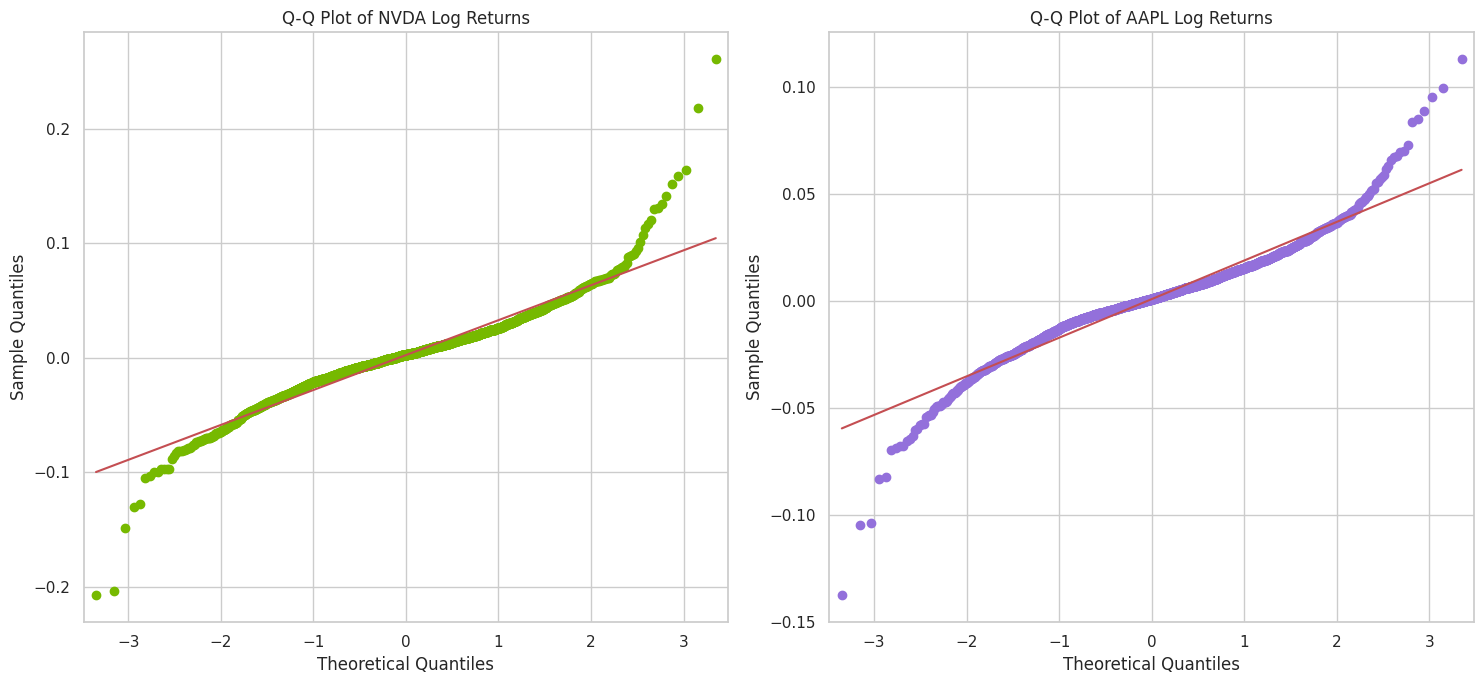 Q-Q Plot of NVDA Log Returns
Sample Quantiles
0.2
0.1
0.0
−0.1
−0.2
−3 −2 −1 0 1 2 3
Theoretical Quantiles
Q-Q Plot of AAPL Log Returns
Sample Quantiles
0.10
0.05
0.00
−0.05
−0.10
−0.15
−3 −2 −1 0 1 2 3
Theoretical Quantiles